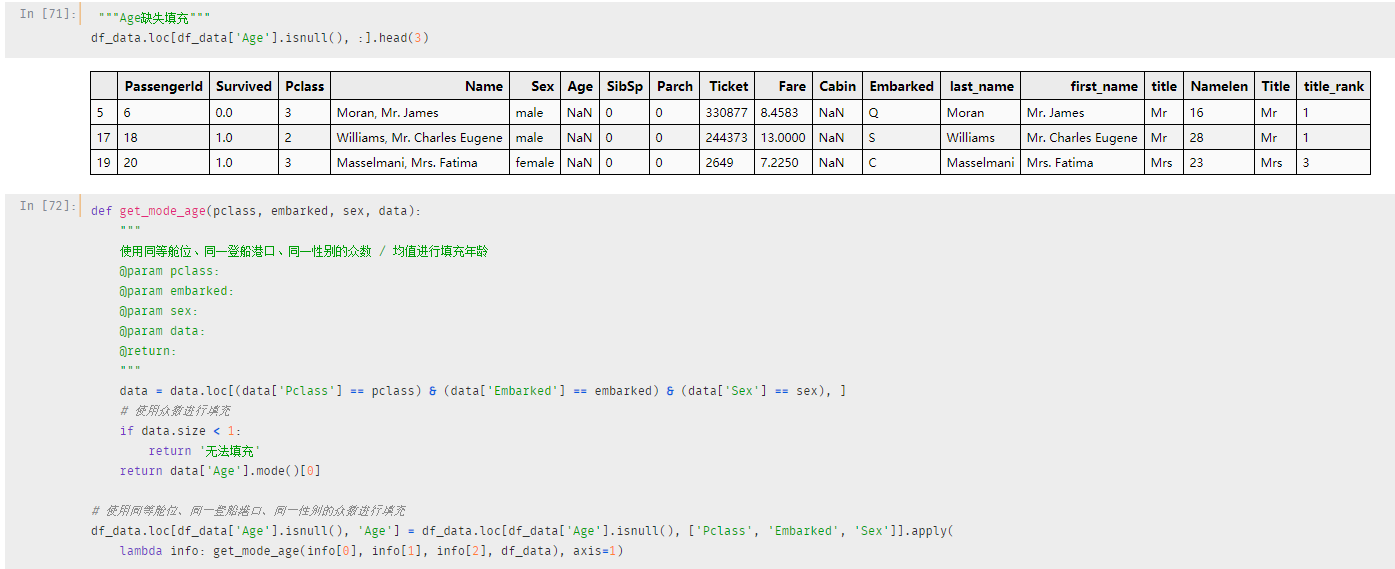 In [71]:
"""Age缺失填充"""
df_data.loc[df_data['Age'].isnull(), :].head(3)
PassengerId Survived Pclass Name Sex Age SibSp Parch Ticket Fare Cabin Embarked last_name first_name title Namelen Title title_rank
5 6 0.0 3 Moran, Mr. James male NaN 0 0 330877 8.4583 NaN Q Moran Mr. James Mr 16 Mr 1
17 18 1.0 2 Williams, Mr. Charles Eugene male NaN 0 0 244373 13.0000 NaN S Williams Mr. Charles Eugene Mr 28 Mr 1
19 20 1.0 3 Masselmani, Mrs. Fatima female NaN 0 0 2649 7.2250 NaN C Masselmani Mrs. Fatima Mrs 23 Mrs 3
In [72]:
def get_mode_age(pclass, embarked, sex, data):
"""
使用同等舱位、同一登船港口、同一性别的众数 / 均值进行填充年龄
@param pclass:
@param embarked:
@param sex:
@param data:
@return:
"""
data = data.loc[(data['Pclass'] == pclass) & (data['Embarked'] == embarked) & (data['Sex'] == sex), ]
# 使用众数进行填充
if data.size < 1:
return '无法填充'
return data['Age'].mode()[0]
# 使用同等舱位、同一登船港口、同一性别的众数进行填充
df_data.loc[df_data['Age'].isnull(), 'Age'] = df_data.loc[df_data['Age'].isnull(), ['Pclass', 'Embarked', 'Sex']].apply(
lambda info: get_mode_age(info[0], info[1], info[2], df_data), axis=1)